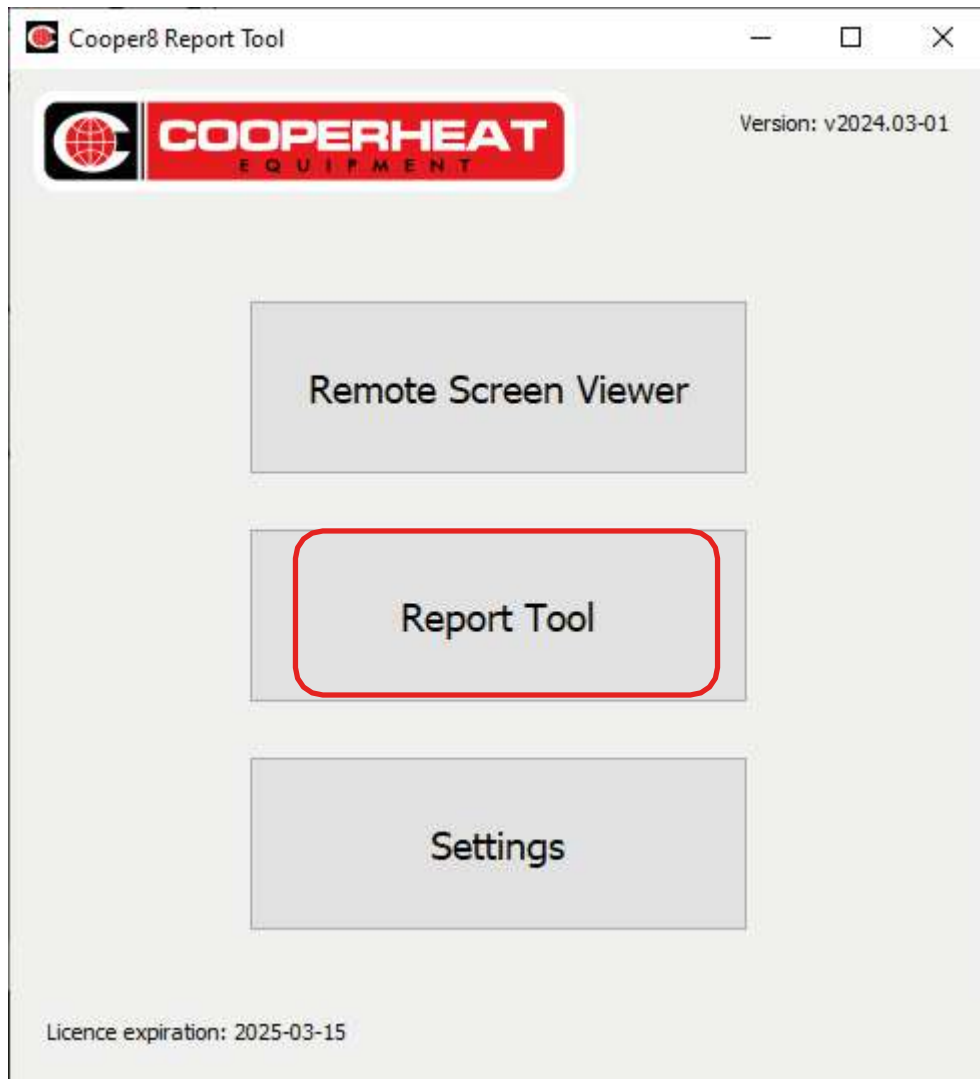 Cooper8 Report Tool
COOPERHEAT
EQUIPMENT
Version: v2024.03-01
Remote Screen Viewer
Report Tool
Settings
Licence expiration: 2025-03-15